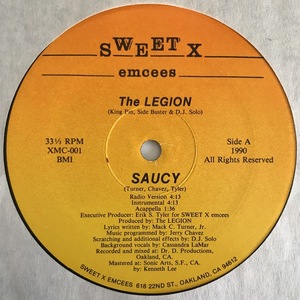 SWEET X
emcees
The LEGION
(King Pin, Side Buster & D.J. Solo)
33⅓ RPM
XMC-001
BMI
Side A
1990
All Rights Reserved
SAUCY
(Turner, Chavez, Tyler)
Radio Version 4:13
Instrumental 4:13
Acappella 1:36
Executive Producer: Erik S. Tyler for SWEET X emcees
Produced by: The LEGION
Lyrics written by: Mack C. Turner, Jr.
Music programmed by: Jerry Chavez
Scratching and additional effects by: D.J. Solo
Background vocals by: Cassandra LaMar
Recorded and mixed at: Dr. D. Productions,
Oakland, CA.
Mastered at: Sonic Arts, S.F., CA.
by: Kenneth Lee
SWEET X EMCEES 618 22ND ST., OAKLAND, CA 94612